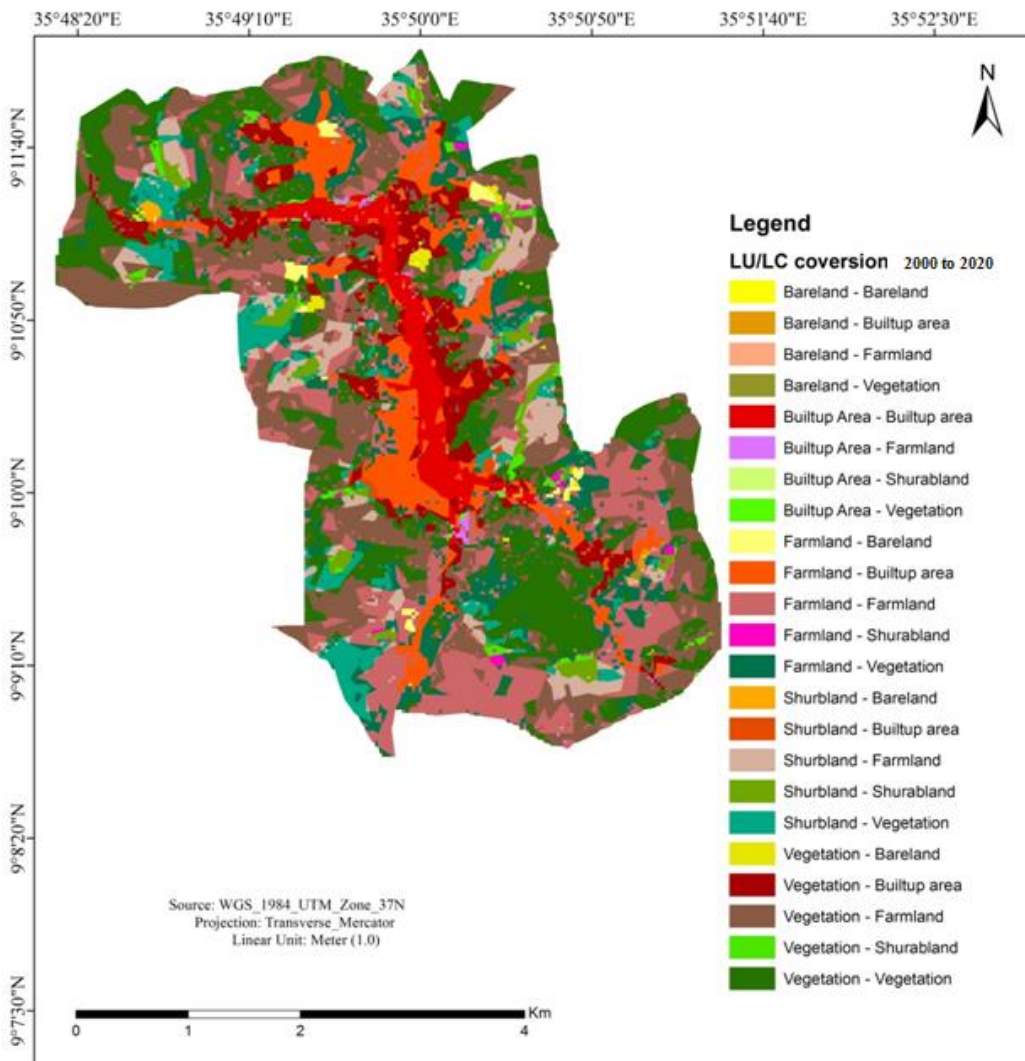 35°48'20"E 35°49'10"E 35°50'00"E 35°50'50"E 35°51'40"E 35°52'30"E
N
9°11'40"N
9°10'50"N
9°1'0"N
9°9'10"N
9°8'20"N
9°7'30"N
Legend
LU/LC coversion 2000 to 2020
Bareland - Bareland
Bareland - Builtup area
Bareland - Farmland
Bareland - Vegetation
Builtup Area - Builtup area
Builtup Area - Farmland
Builtup Area - Shurabland
Builtup Area - Vegetation
Farmland - Bareland
Farmland - Builtup area
Farmland - Farmland
Farmland - Shurabland
Farmland - Vegetation
Shurbland - Bareland
Shurbland - Builtup area
Shurbland - Farmland
Shurbland - Shurabland
Shurbland - Vegetation
Vegetation - Bareland
Vegetation - Builtup area
Vegetation - Farmland
Vegetation - Shurabland
Vegetation - Vegetation
Source: WGS_1984_UTM_Zone_37N
Projection: Transverse_Mercator
Linear Unit: Meter (1.0)
Km
0 1 2 4